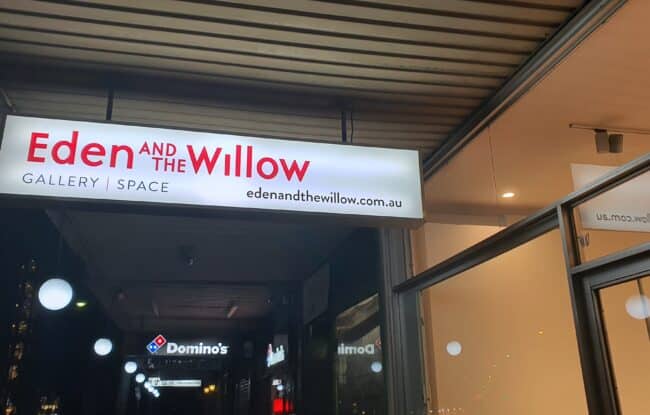 Eden AND THE Willow
GALLERY | SPACE
edenandthewillow.com.au
Domino's